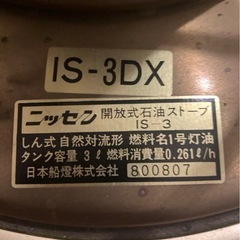 IS-3DX
ニッセン 開放式石油ストーブ
IS-3
しん式 自然対流形 燃料名1号灯油
タンク容量 3ℓ 燃料消費量0.261ℓ/h
日本船燈株式会社 800807